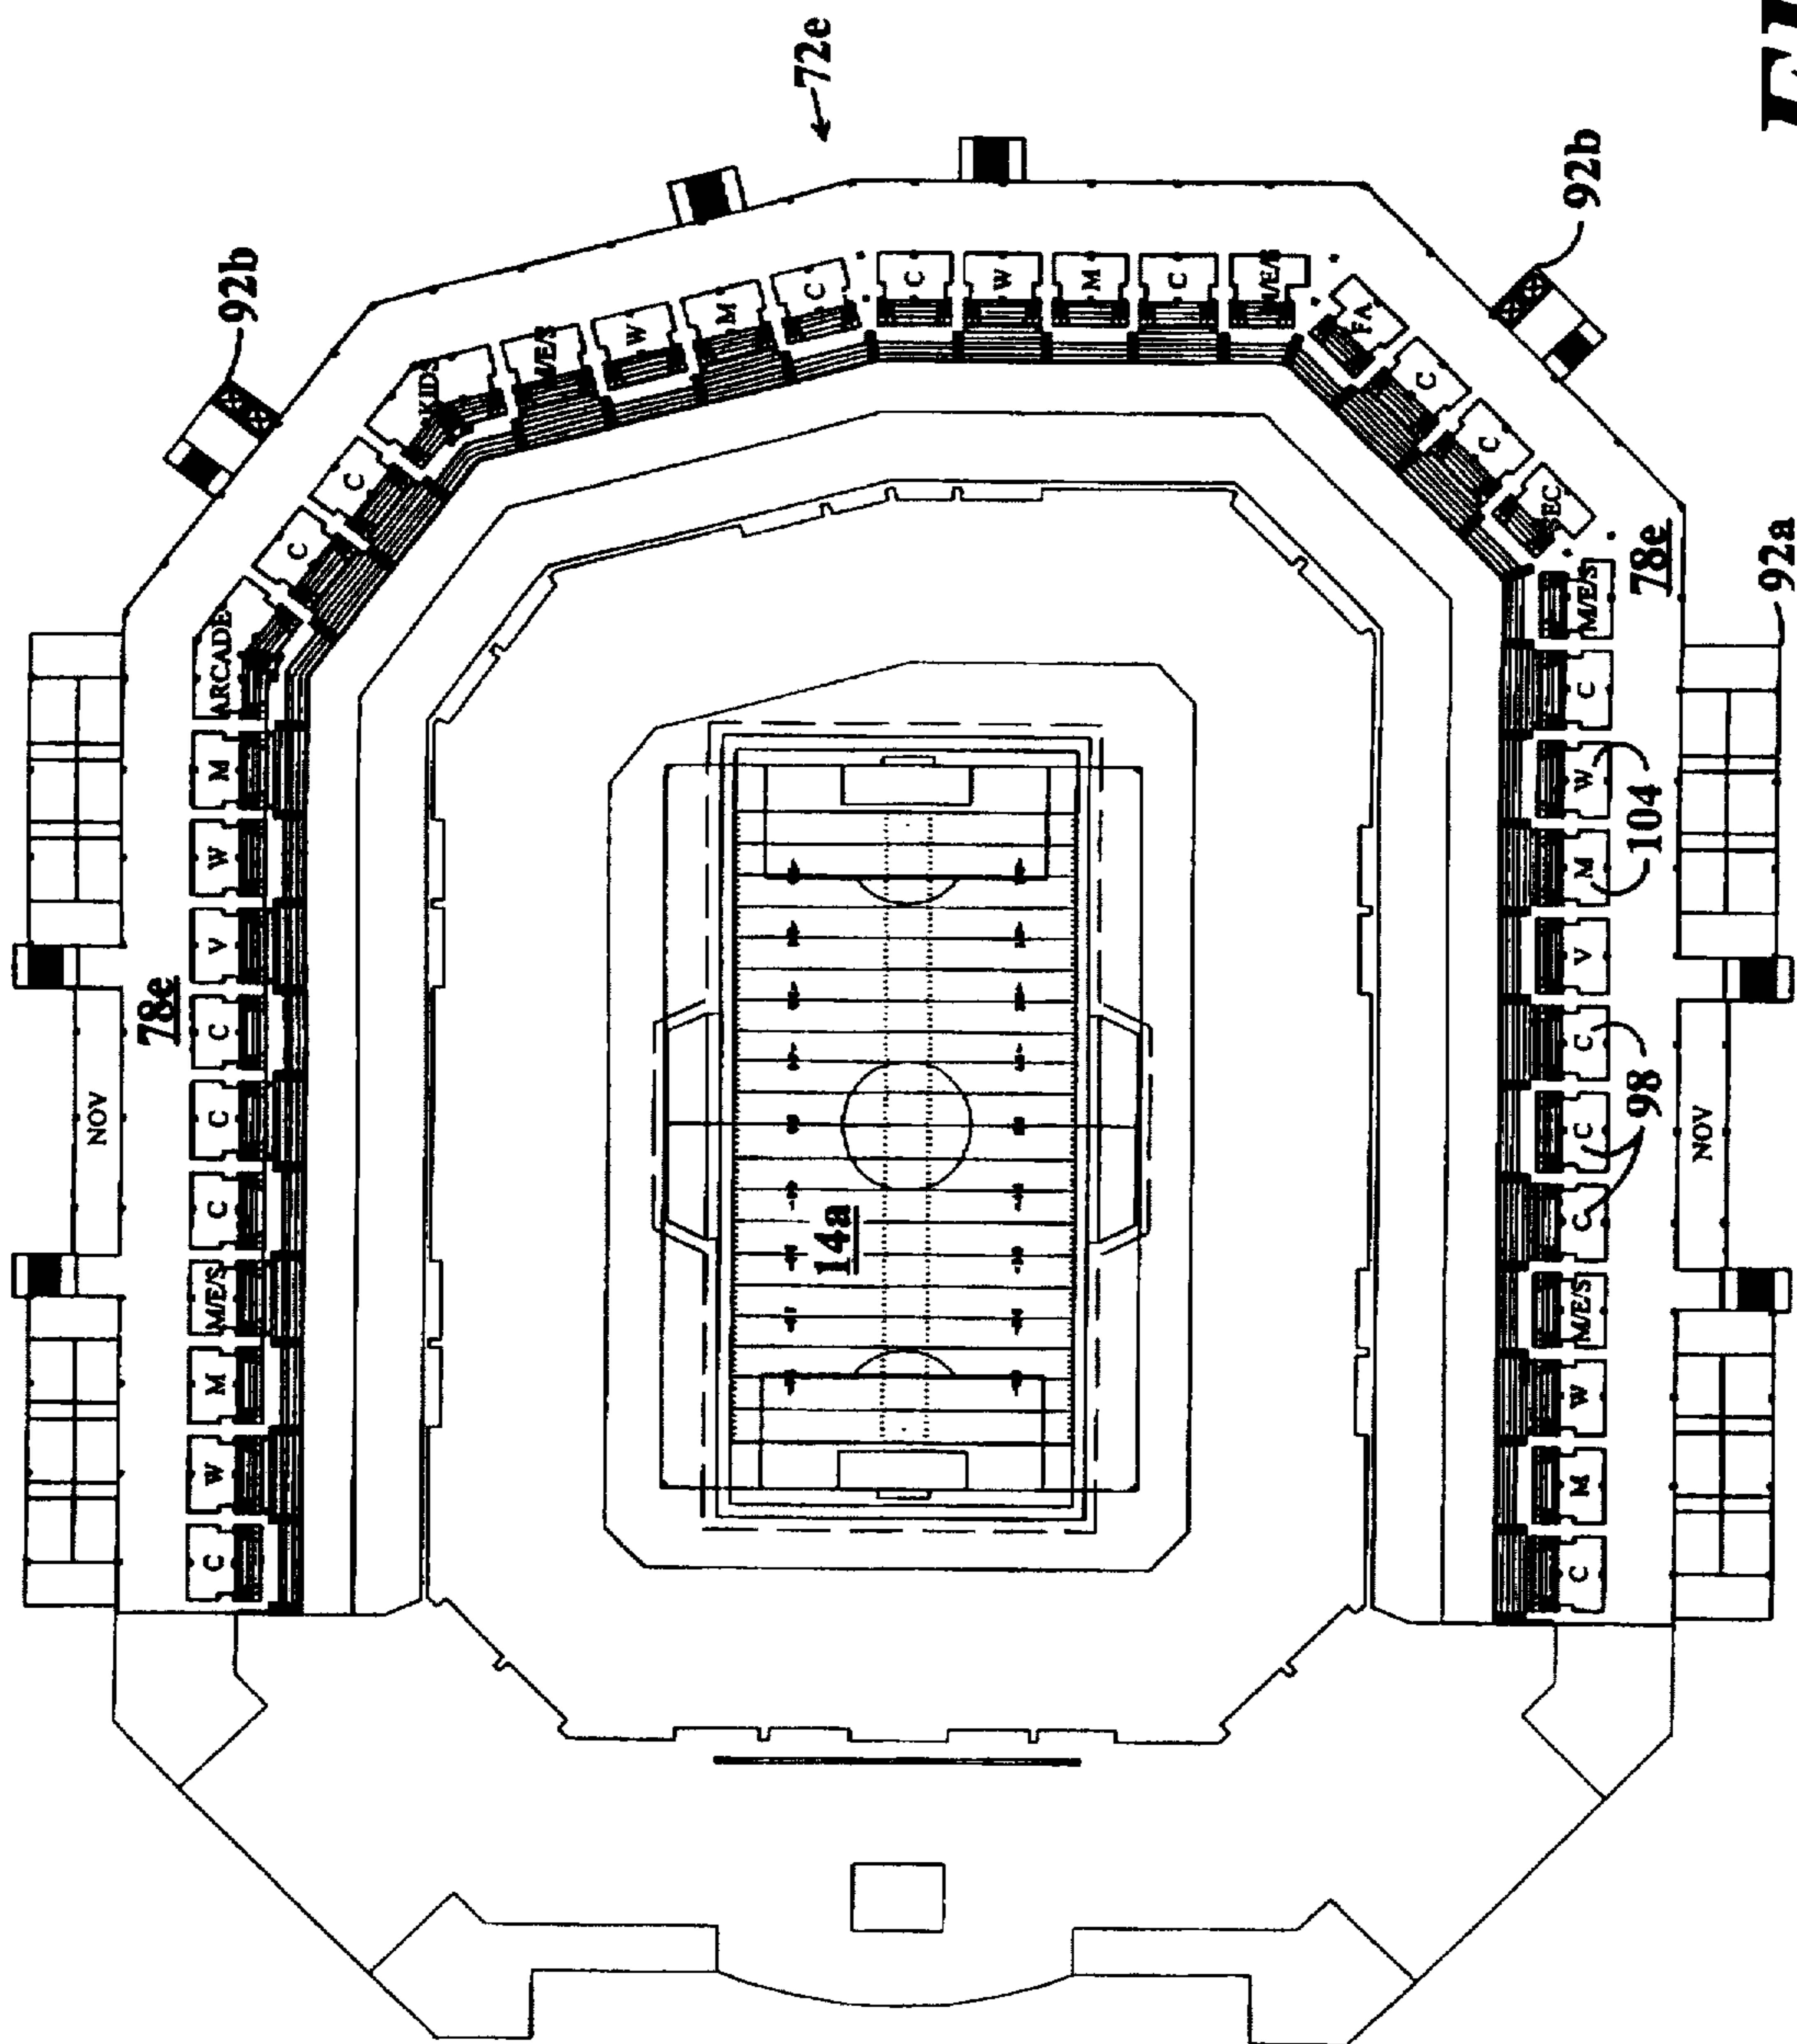 NOV
78e
C W M M/E/S C C C V W M ARCADE
C
C
92b
KIDS
M/E/S
W
M
C
72e
14a
C
W
M
C
M/E/S
FA
C
C
SEC
92b
C M W M/E/S C C C V M W C M/E/S
98
104
78e
NOV
92a